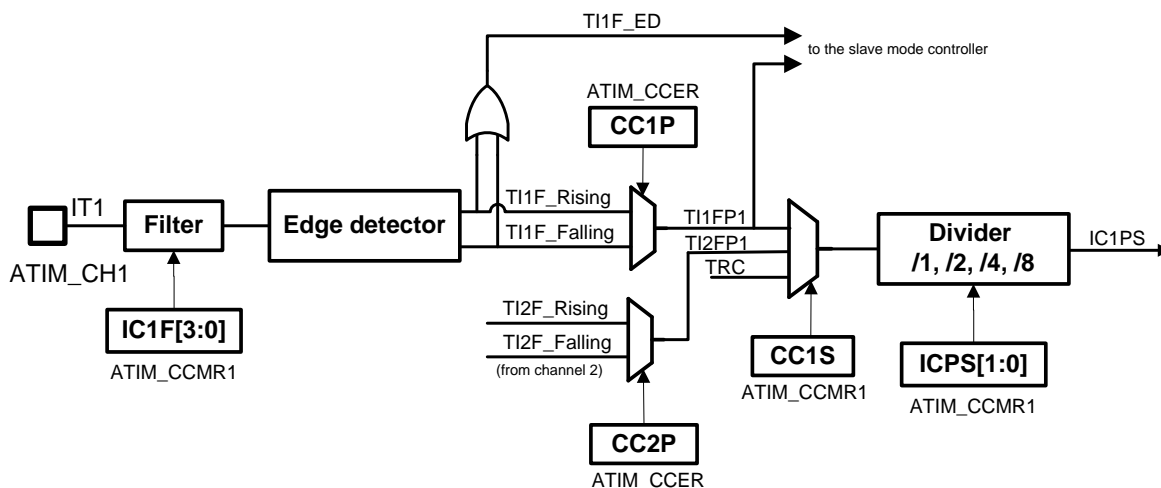 TI1F_ED
to the slave mode controller
ATIM_CCER
CC1P
IT1
Filter
Edge detector
TI1F_Rising
TI1F_Falling
TI1FP1
TI2FP1
TRC
Divider
/1, /2, /4, /8
IC1PS
ATIM_CH1
IC1F[3:0]
ATIM_CCMR1
TI2F_Rising
TI2F_Falling
(from channel 2)
CC1S
ATIM_CCMR1
ICPS[1:0]
ATIM_CCMR1
CC2P
ATIM_CCER